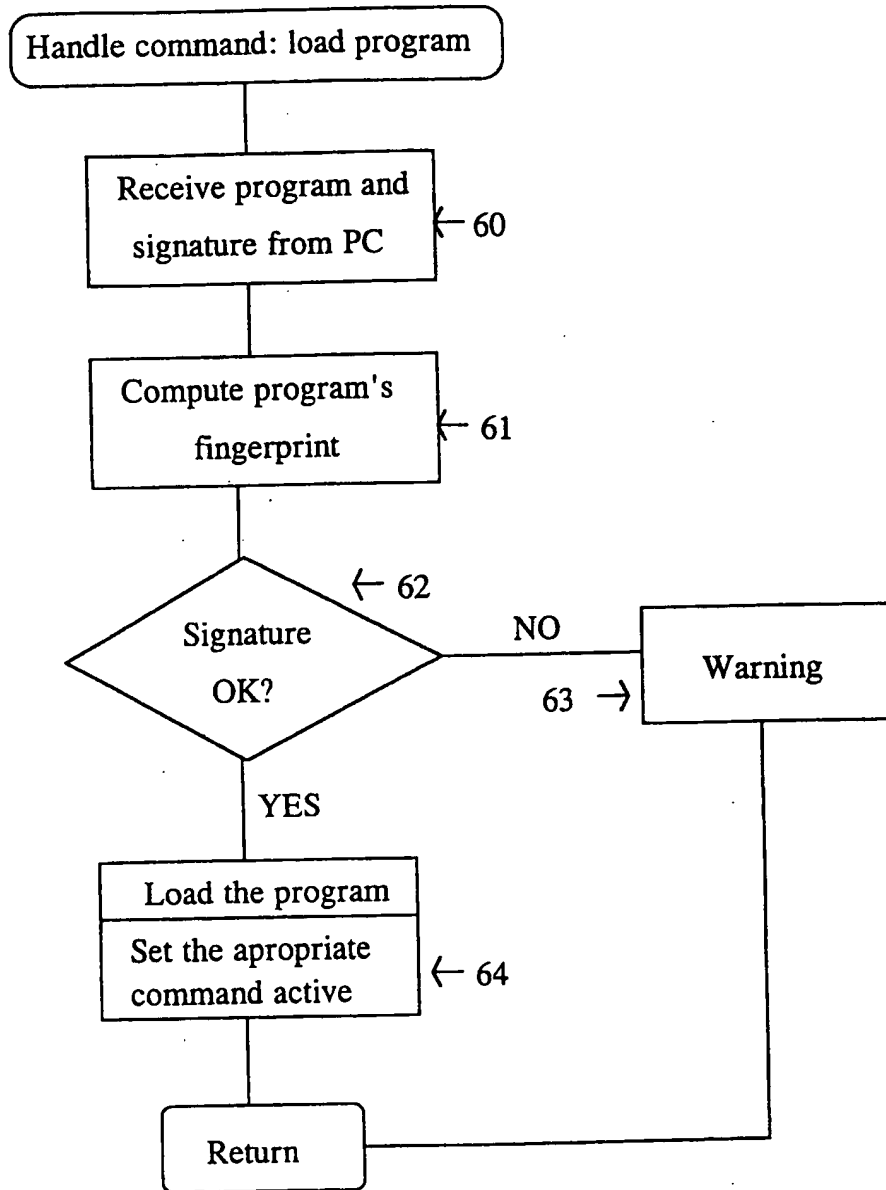 Handle command: load program
Receive program and
signature from PC
← 60
Compute program's
fingerprint
← 61
← 62
Signature
OK?
NO
63 →
Warning
YES
Load the program
Set the apropriate
command active
← 64
Return